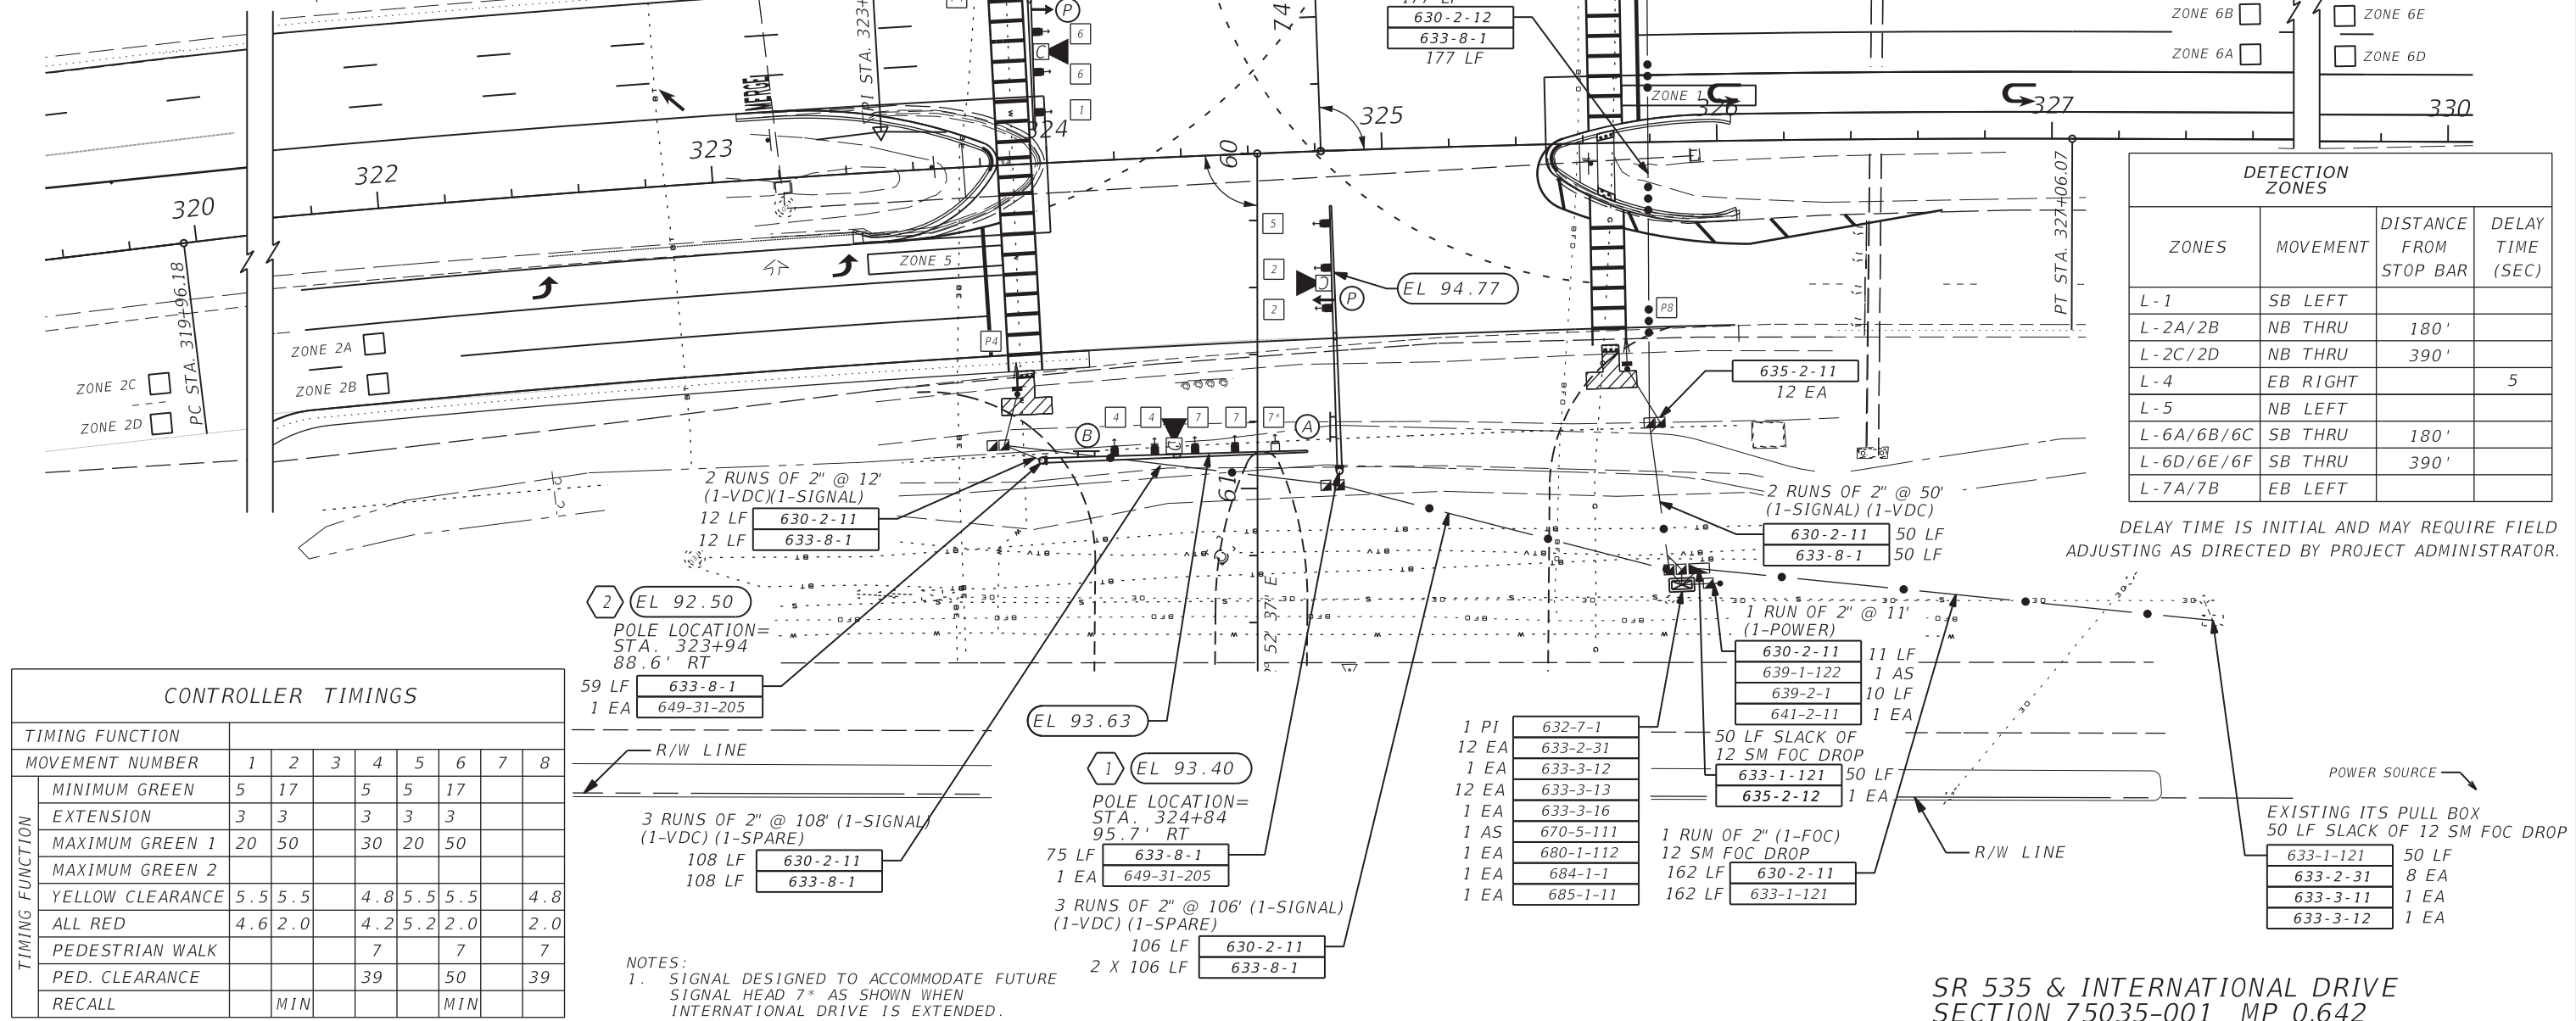 PI STA. 323+
P
6
C
6
1
74
177 LF
630-2-12
633-8-1
177 LF
ZONE 6B
ZONE 6E
ZONE 6A
ZONE 6D
MERGE
320
322
323
324
325
326
327
330
ZONE 1
60
PC STA. 319+96.18
PT STA. 327+06.07
ZONE 5
5
2
C
2
P
EL 94.77
P8
P4
ZONE 2A
ZONE 2B
ZONE 2C
ZONE 2D
DETECTION
ZONES
ZONES MOVEMENT DISTANCE FROM STOP BAR DELAY TIME (SEC)
L-1 SB LEFT
L-2A/2B NB THRU 180'
L-2C/2D NB THRU 390'
L-4 EB RIGHT 5
L-5 NB LEFT
L-6A/6B/6C SB THRU 180'
L-6D/6E/6F SB THRU 390'
L-7A/7B EB LEFT
DELAY TIME IS INITIAL AND MAY REQUIRE FIELD
ADJUSTING AS DIRECTED BY PROJECT ADMINISTRATOR.
635-2-11
12 EA
B
4
4
C
7
7
7*
A
61
52' 37" E
2 RUNS OF 2" @ 12'
(1-VDC)(1-SIGNAL)
12 LF 630-2-11
12 LF 633-8-1
2 RUNS OF 2" @ 50'
(1-SIGNAL) (1-VDC)
630-2-11 50 LF
633-8-1 50 LF
2 EL 92.50
POLE LOCATION=
STA. 323+94
88.6' RT
59 LF 633-8-1
1 EA 649-31-205
EL 93.63
1 RUN OF 2" @ 11'
(1-POWER)
630-2-11 11 LF
639-1-122 1 AS
639-2-1 10 LF
641-2-11 1 EA
50 LF SLACK OF
12 SM FOC DROP
633-1-121 50 LF
635-2-12 1 EA
R/W LINE
1 EL 93.40
POLE LOCATION=
STA. 324+84
95.7' RT
75 LF 633-8-1
1 EA 649-31-205
3 RUNS OF 2" @ 108' (1-SIGNAL)
(1-VDC) (1-SPARE)
108 LF 630-2-11
108 LF 633-8-1
3 RUNS OF 2" @ 106' (1-SIGNAL)
(1-VDC) (1-SPARE)
106 LF 630-2-11
2 X 106 LF 633-8-1
1 PI 632-7-1
12 EA 633-2-31
1 EA 633-3-12
12 EA 633-3-13
1 EA 633-3-16
1 AS 670-5-111
1 EA 680-1-112
1 EA 684-1-1
1 EA 685-1-11
1 RUN OF 2" (1-FOC)
12 SM FOC DROP
162 LF 630-2-11
162 LF 633-1-121
R/W LINE
POWER SOURCE
EXISTING ITS PULL BOX
50 LF SLACK OF 12 SM FOC DROP
633-1-121 50 LF
633-2-31 8 EA
633-3-11 1 EA
633-3-12 1 EA
CONTROLLER TIMINGS
TIMING FUNCTION
MOVEMENT NUMBER 1 2 3 4 5 6 7 8
TIMING FUNCTION
MINIMUM GREEN 5 17 5 5 17
EXTENSION 3 3 3 3 3
MAXIMUM GREEN 1 20 50 30 20 50
MAXIMUM GREEN 2
YELLOW CLEARANCE 5.5 5.5 4.8 5.5 5.5 4.8
ALL RED 4.6 2.0 4.2 5.2 2.0 2.0
PEDESTRIAN WALK 7 7 7
PED. CLEARANCE 39 50 39
RECALL MIN MIN
NOTES:
1. SIGNAL DESIGNED TO ACCOMMODATE FUTURE
SIGNAL HEAD 7* AS SHOWN WHEN
INTERNATIONAL DRIVE IS EXTENDED.
SR 535 & INTERNATIONAL DRIVE
SECTION 75035-001 MP 0.642